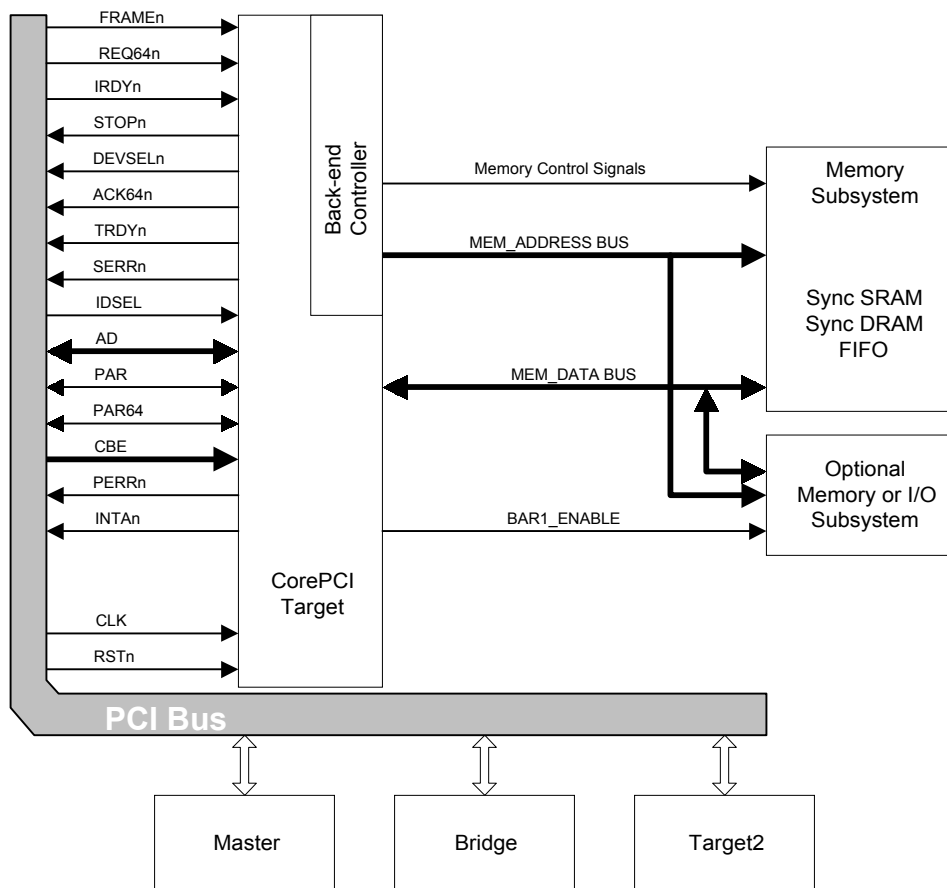 FRAMEn
REQ64n
IRDYn
STOPn
DEVSELn
ACK64n
TRDYn
SERRn
IDSEL
AD
PAR
PAR64
CBE
PERRn
INTAn
CLK
RSTn
Back-end
Controller
CorePCI
Target
Memory Control Signals
MEM_ADDRESS BUS
MEM_DATA BUS
BAR1_ENABLE
Memory
Subsystem
Sync SRAM
Sync DRAM
FIFO
Optional
Memory or I/O
Subsystem
PCI Bus
Master
Bridge
Target2